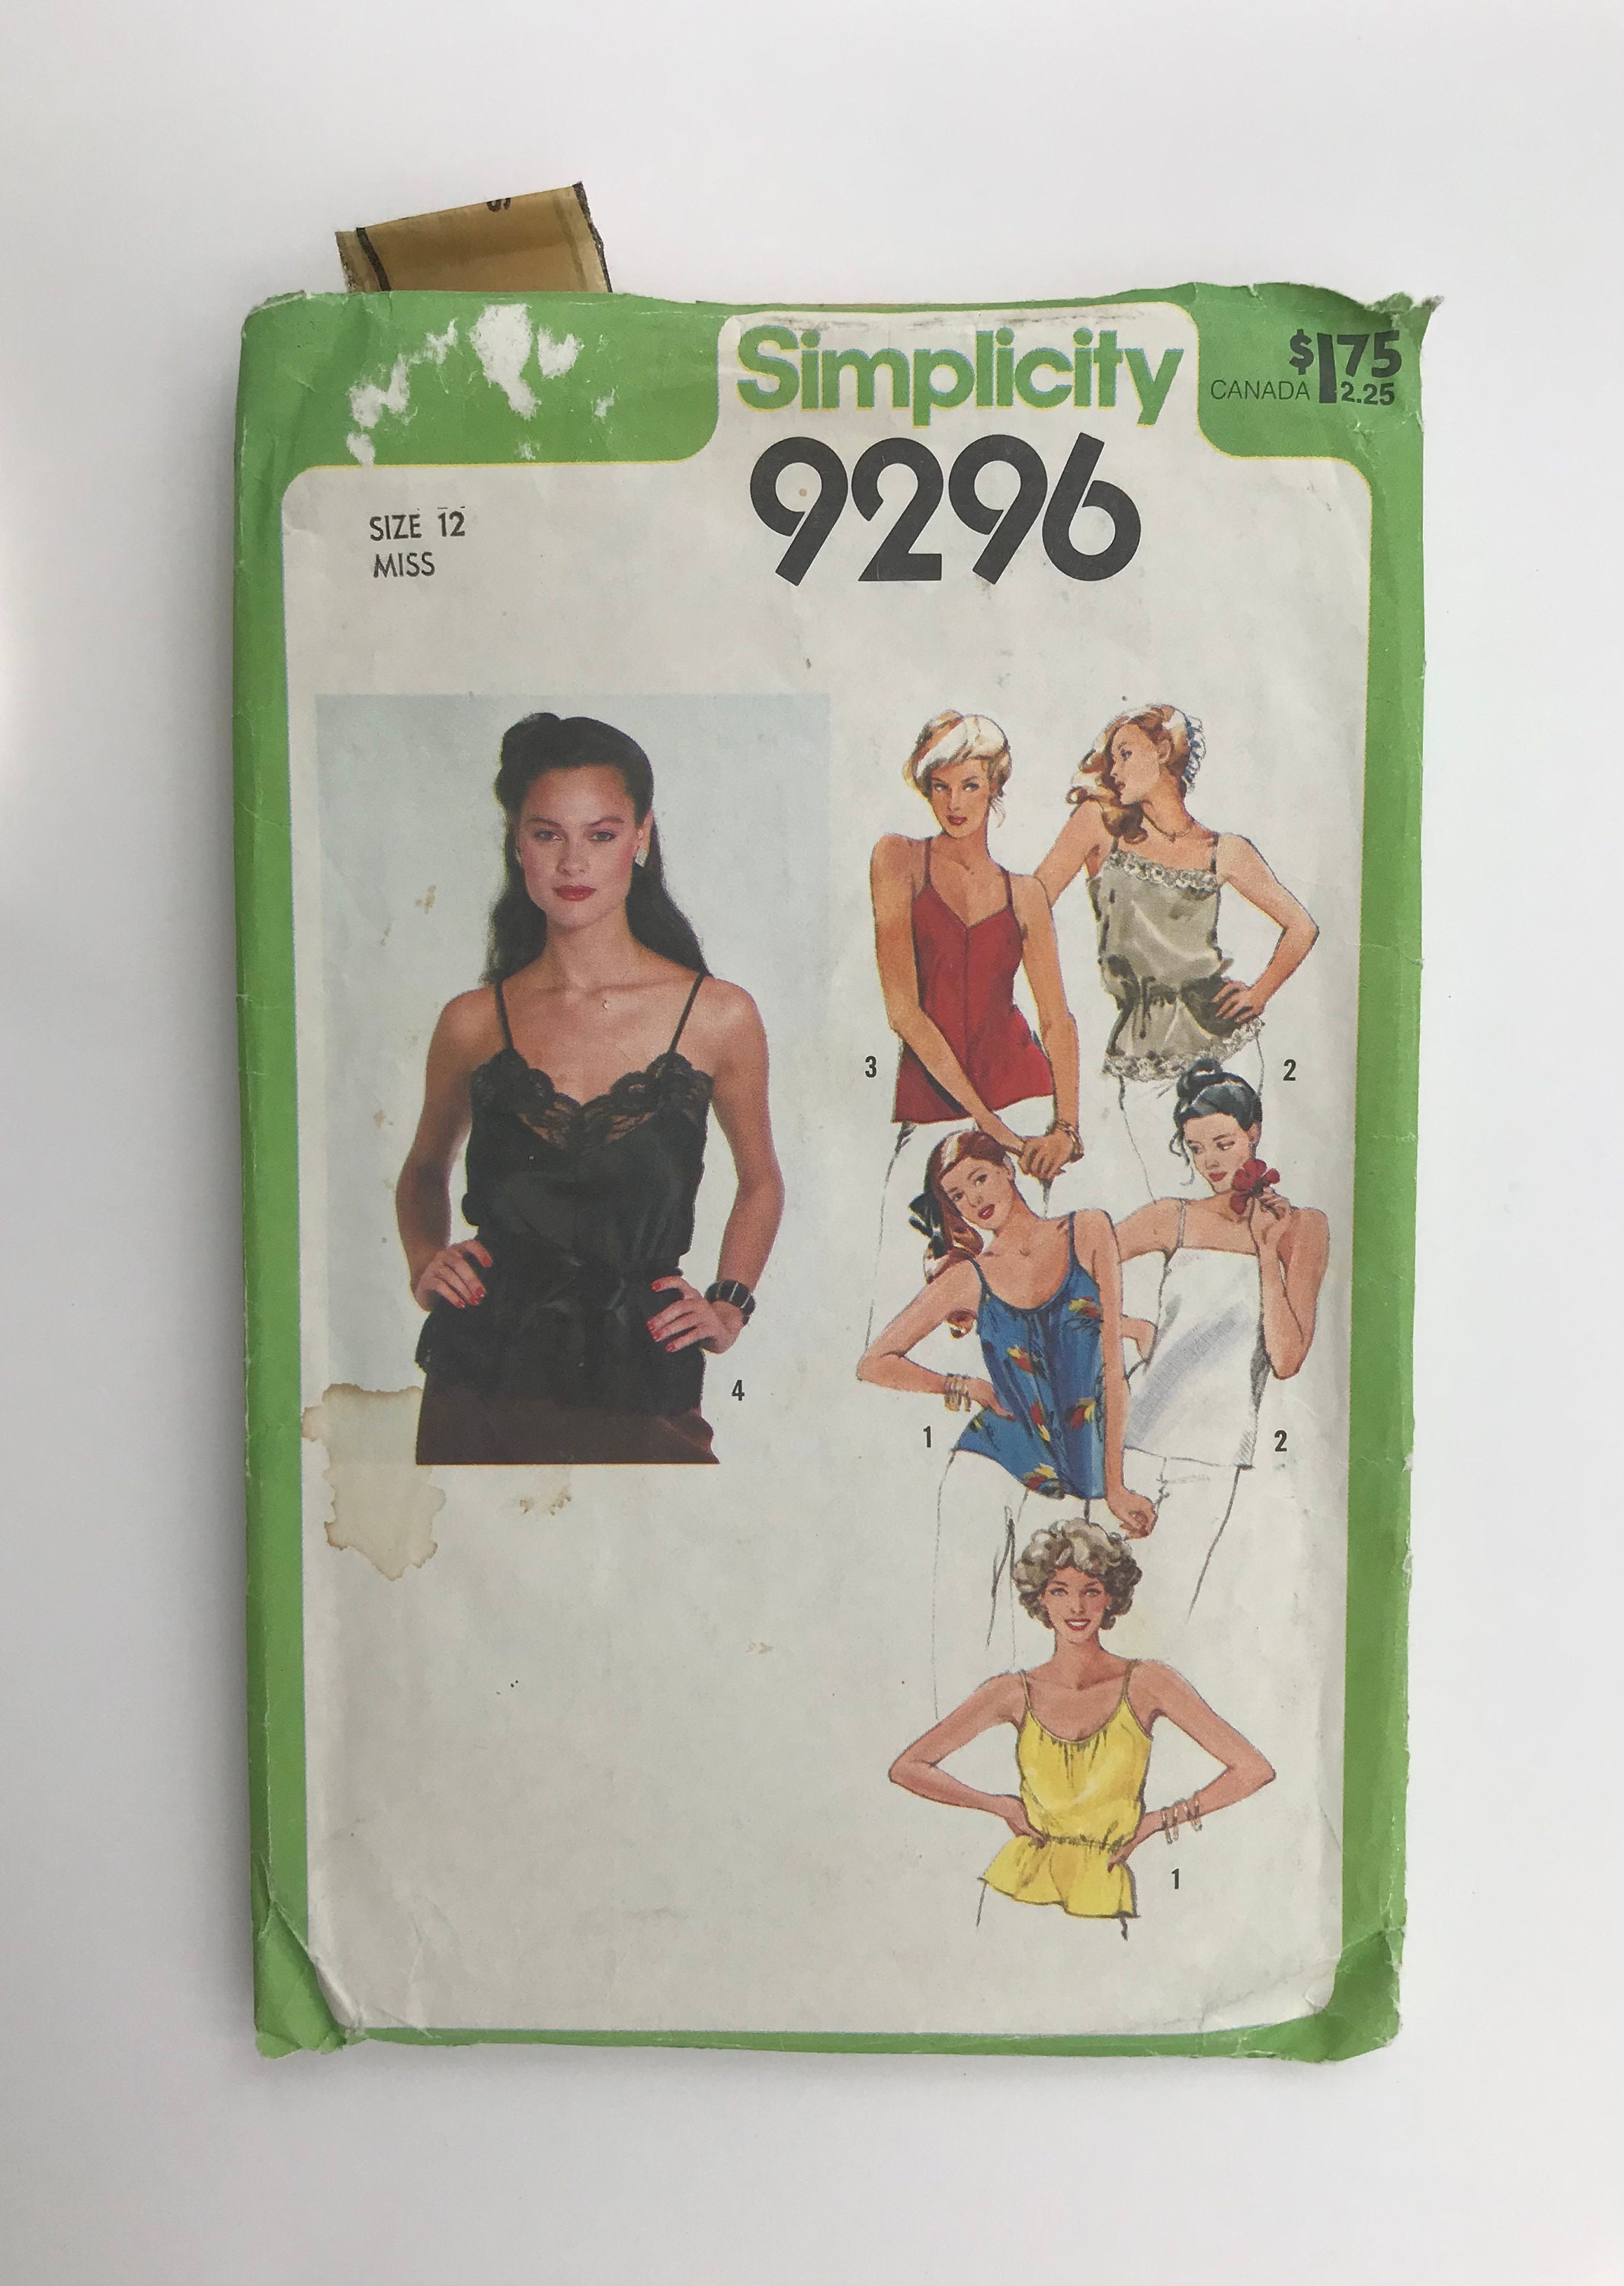 Simplicity
$1.75
CANADA 2.25
9296
SIZE 12
MISS
3
2
4
1
2
1